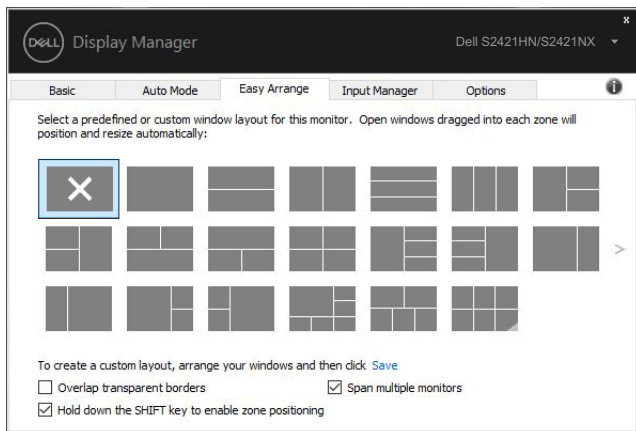 x
DELL Display Manager Dell S2421HN/S2421NX
Basic Auto Mode Easy Arrange Input Manager Options
Select a predefined or custom window layout for this monitor. Open windows dragged into each zone will
position and resize automatically:
To create a custom layout, arrange your windows and then click Save
Overlap transparent borders Span multiple monitors
Hold down the SHIFT key to enable zone positioning